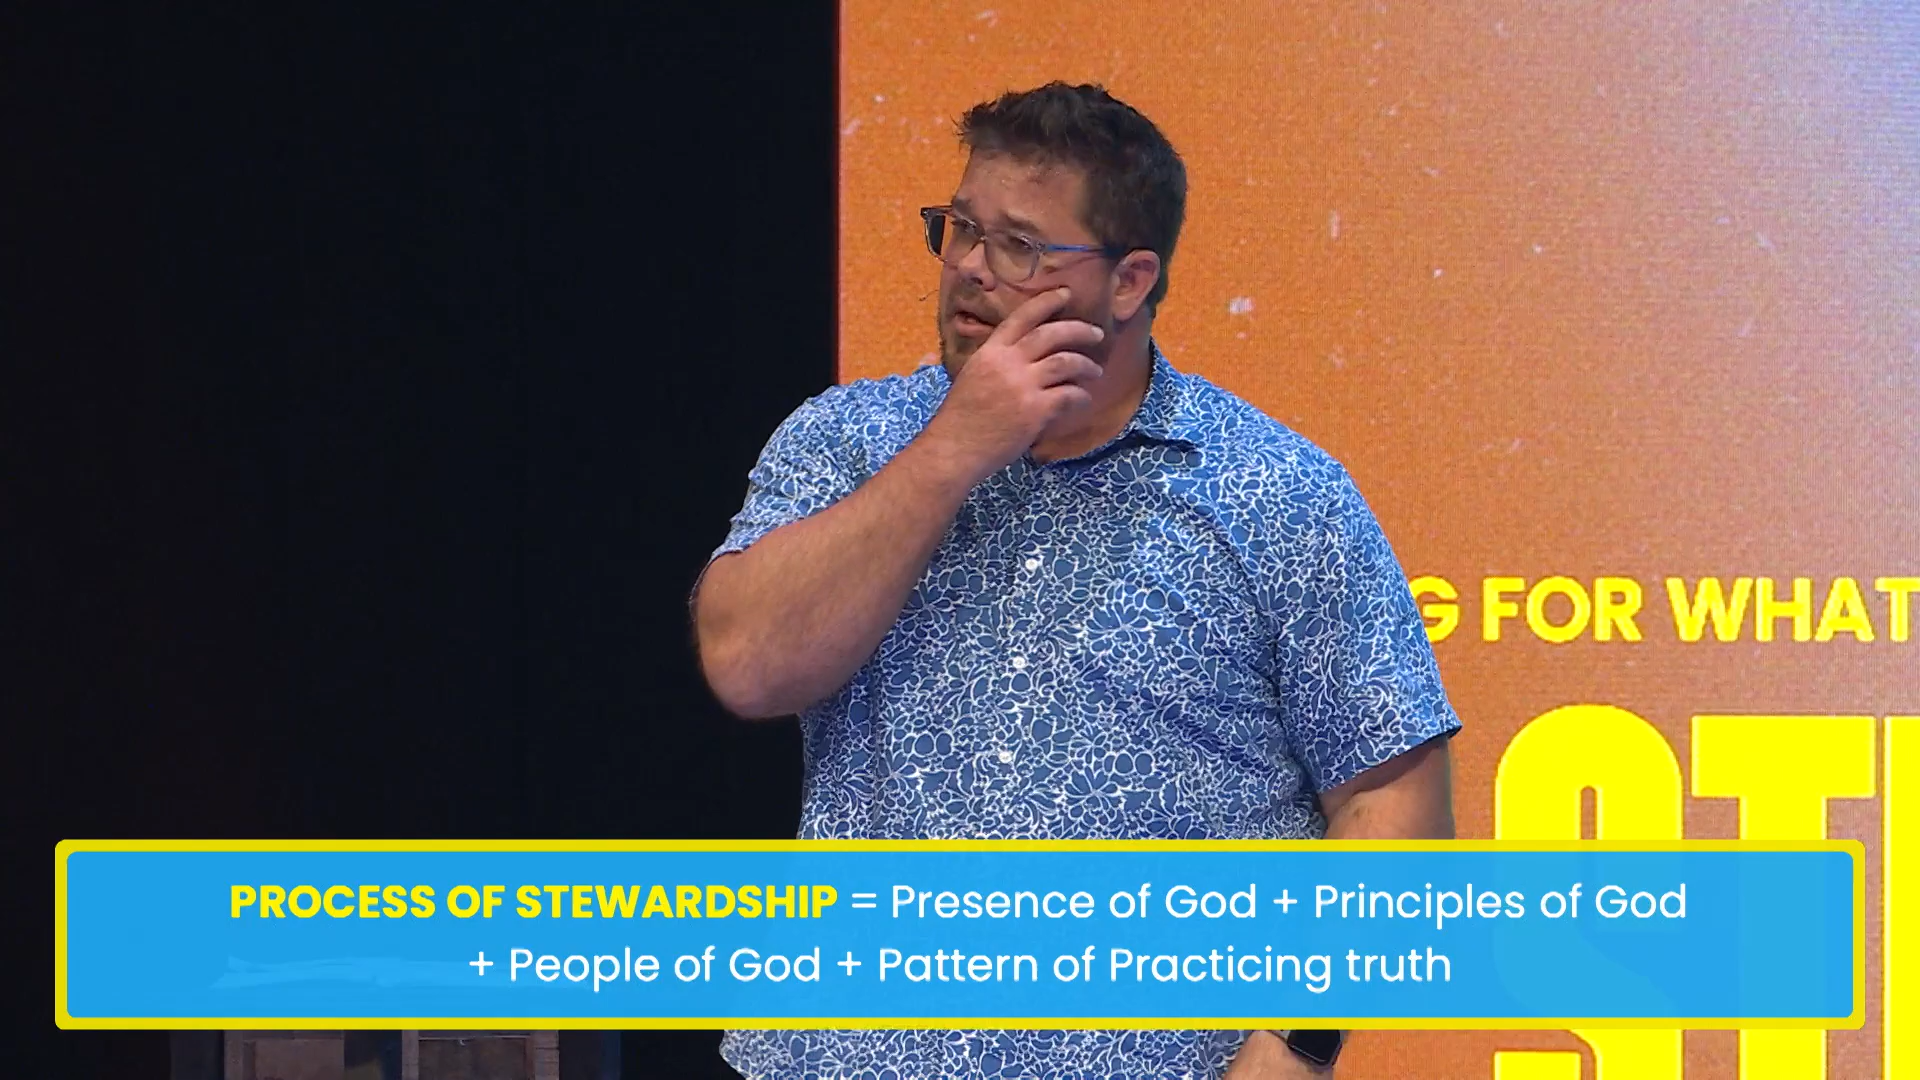 G FOR WHAT
PROCESS OF STEWARDSHIP = Presence of God + Principles of God
+ People of God + Pattern of Practicing truth